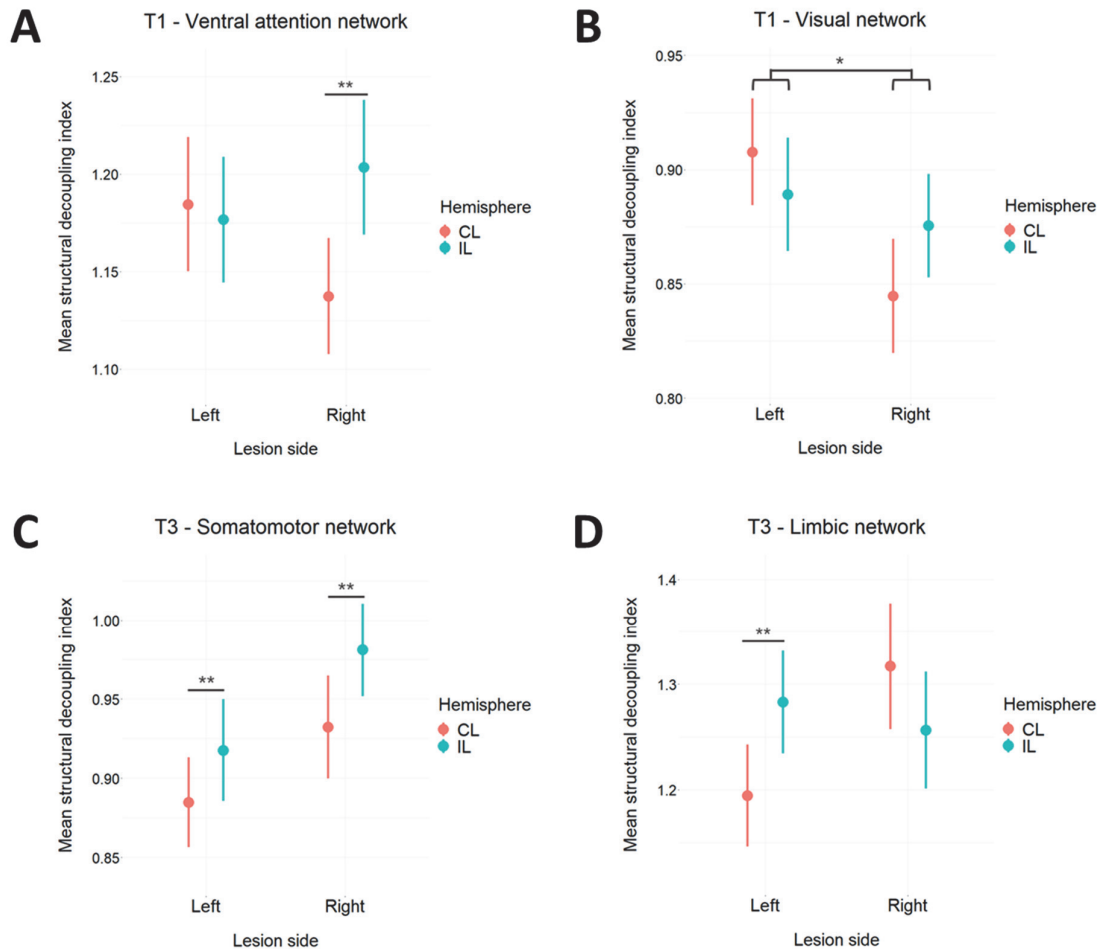 A
T1 - Ventral attention network
Mean structural decoupling index
1.25
1.20
1.15
1.10
**
Left
Right
Lesion side
Hemisphere
CL
IL
B
T1 - Visual network
Mean structural decoupling index
0.95
0.90
0.85
0.80
*
Left
Right
Lesion side
Hemisphere
CL
IL
C
T3 - Somatomotor network
Mean structural decoupling index
1.00
0.95
0.90
0.85
**
**
Left
Right
Lesion side
Hemisphere
CL
IL
D
T3 - Limbic network
Mean structural decoupling index
1.4
1.3
1.2
**
Left
Right
Lesion side
Hemisphere
CL
IL